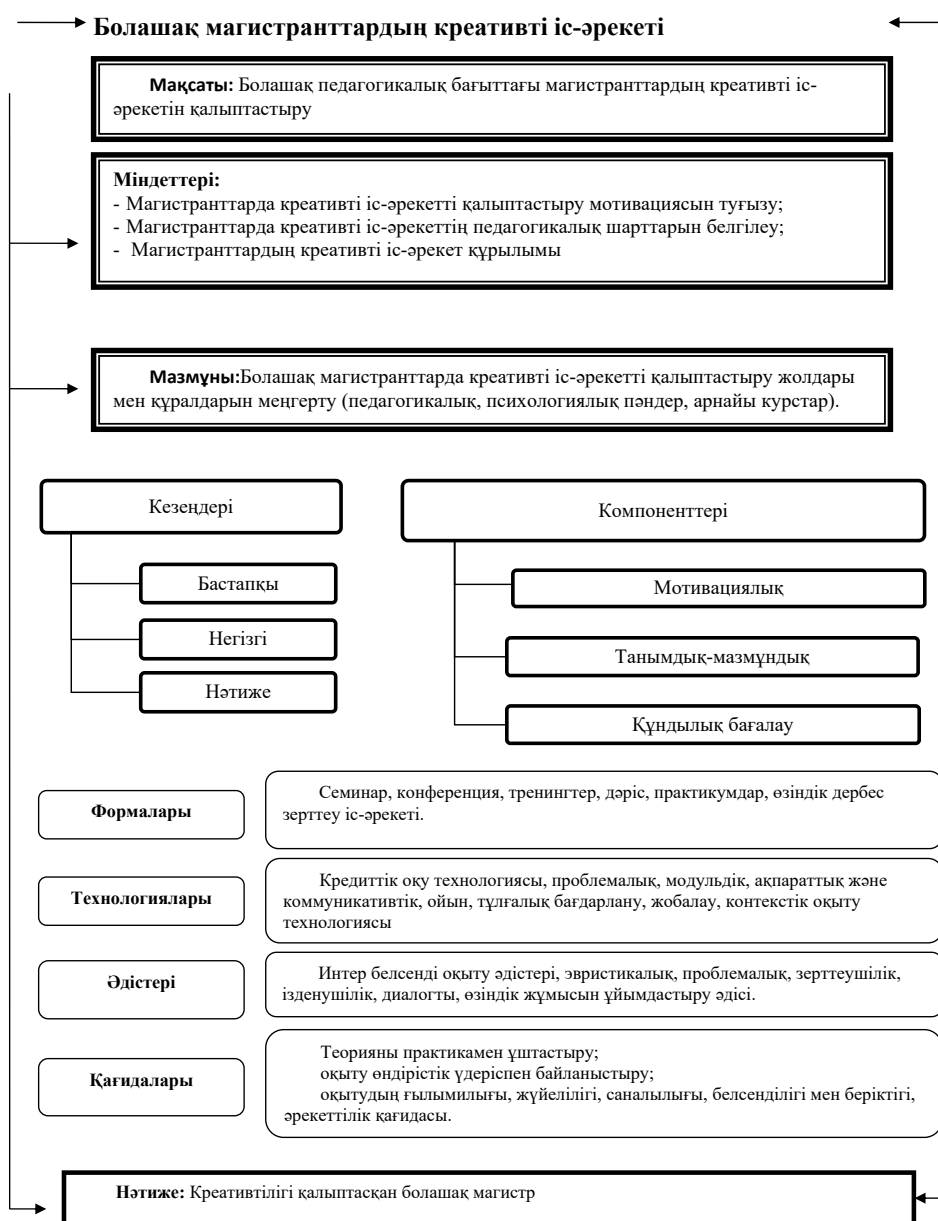 Болашақ магистранттардың креативті іс-әрекеті
Мақсаты: Болашақ педагогикалық бағыттағы магистранттардың креативті іс-
әрекетін қалыптастыру
Міндеттері:
- Магистранттарда креативті іс-әрекетті қалыптастыру мотивациясын туғызу;
- Магистранттарда креативті іс-әрекеттің педагогикалық шарттарын белгілеу;
- Магистранттардың креативті іс-әрекет құрылымы
Мазмұны:Болашақ магистранттарда креативті іс-әрекетті қалыптастыру жолдары
мен құралдарын меңгерту (педагогикалық, психологиялық пәндер, арнайы курстар).
Кезеңдері
Бастапқы
Негізгі
Нәтиже
Компоненттері
Мотивациялық
Танымдық-мазмұндық
Құндылық бағалау
Формалары
Семинар, конференция, тренингтер, дәріс, практикумдар, өзіндік дербес
зерттеу іс-әрекеті.
Технологиялары
Кредиттік оқу технологиясы, проблемалық, модульдік, ақпараттық және
коммуникативтік, ойын, тұлғалық бағдарлану, жобалау, контекстік оқыту
технологиясы
Әдістері
Интер белсенді оқыту әдістері, эвристикалық, проблемалық, зерттеушілік,
ізденушілік, диалогты, өзіндік жұмысын ұйымдастыру әдісі.
Қағидалары
Теорияны практикамен ұштастыру;
оқыту өндірістік үдеріспен байланыстыру;
оқытудың ғылымилығы, жүйелілігі, саналылығы, белсенділігі мен беріктігі,
әрекеттілік қағидасы.
Нәтиже: Креативтілігі қалыптасқан болашақ магистр